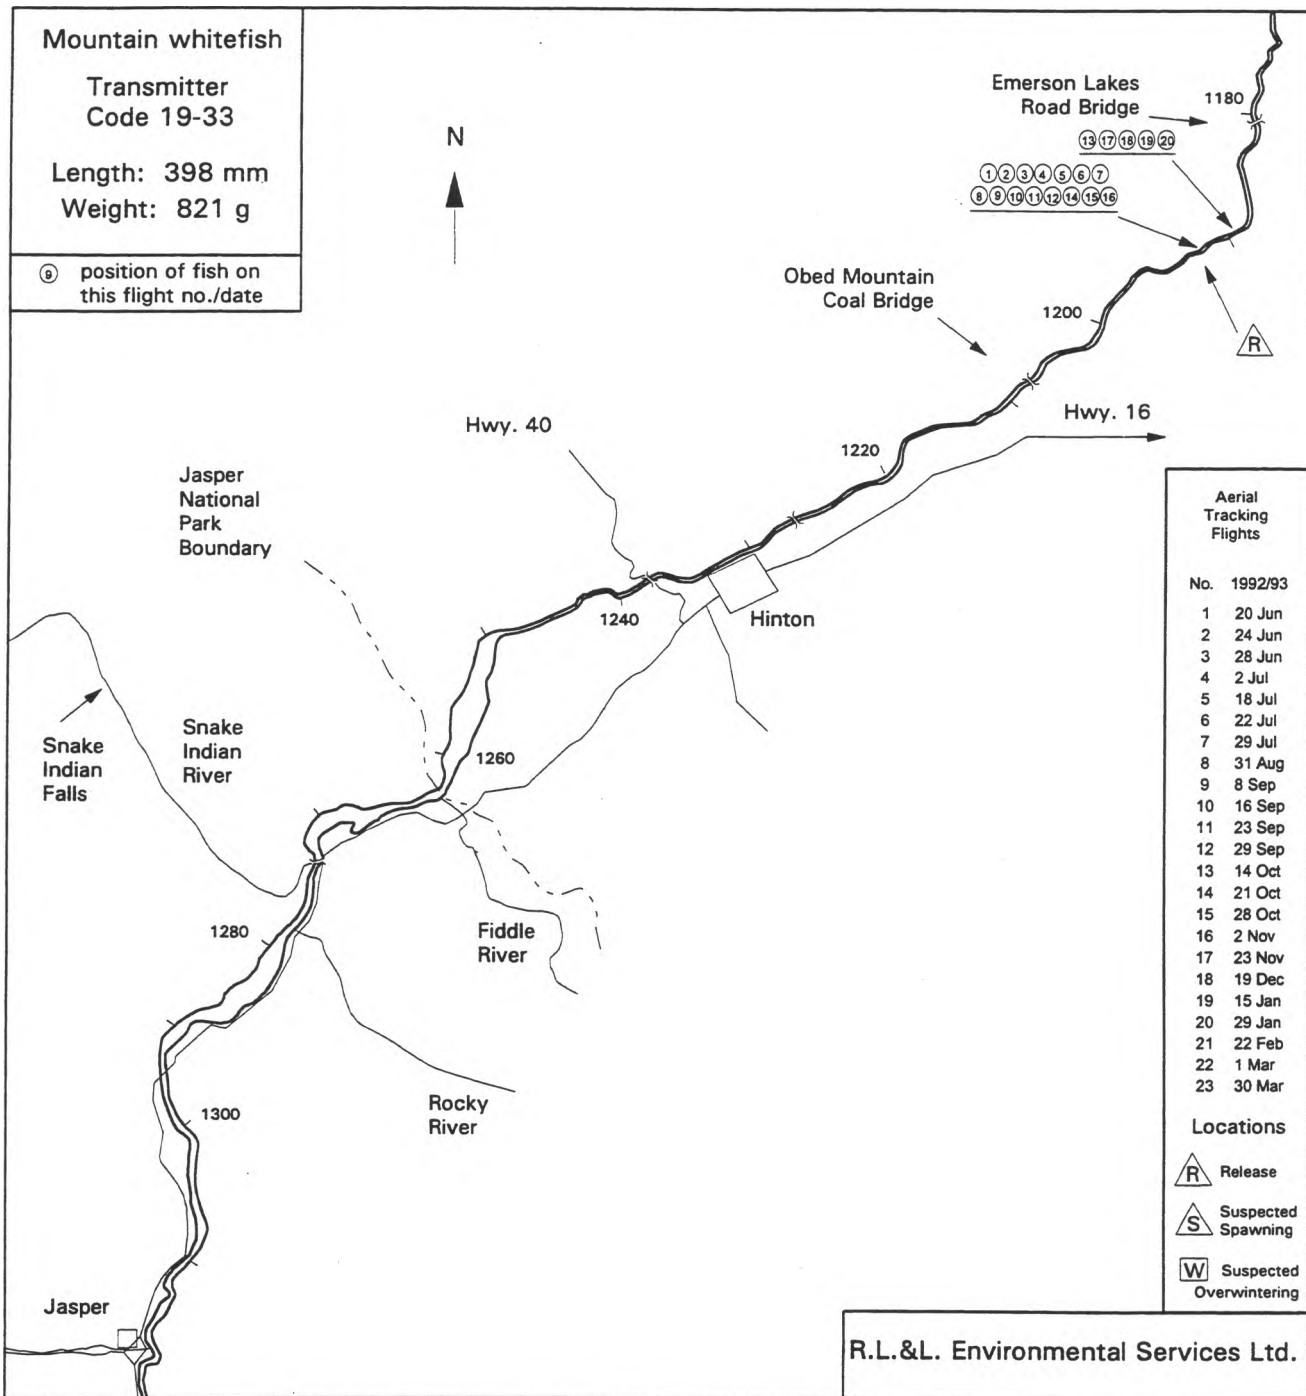 Mountain whitefish
Transmitter
Code 19-33
Length: 398 mm
Weight: 821 g
9 position of fish on
this flight no./date
N
Emerson Lakes
Road Bridge
1180
13 17 18 19 20
1 2 3 4 5 6 7
8 9 10 11 12 14 15 16
R
Obed Mountain
Coal Bridge
1200
Hwy. 16
Hwy. 40
1220
Jasper
National
Park
Boundary
1240
Hinton
Snake
Indian
Falls
Snake
Indian
River
1260
1280
Fiddle
River
Rocky
River
1300
Jasper
Aerial
Tracking
Flights
No. 1992/93
1 20 Jun
2 24 Jun
3 28 Jun
4 2 Jul
5 18 Jul
6 22 Jul
7 29 Jul
8 31 Aug
9 8 Sep
10 16 Sep
11 23 Sep
12 29 Sep
13 14 Oct
14 21 Oct
15 28 Oct
16 2 Nov
17 23 Nov
18 19 Dec
19 15 Jan
20 29 Jan
21 22 Feb
22 1 Mar
23 30 Mar
Locations
R Release
S Suspected
Spawning
W Suspected
Overwintering
R.L.&L. Environmental Services Ltd.